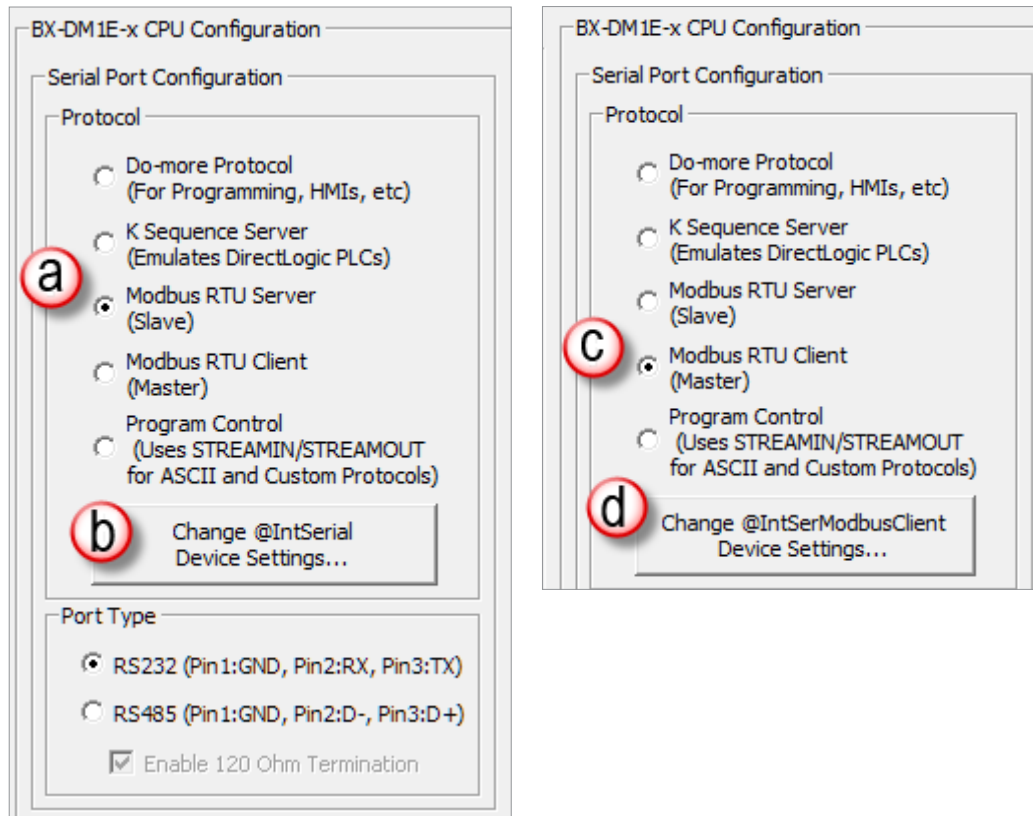 BX-DM1E-x CPU Configuration
Serial Port Configuration
Protocol
Do-more Protocol
(For Programming, HMIs, etc)
K Sequence Server
(Emulates DirectLogic PLCs)
a
Modbus RTU Server
(Slave)
Modbus RTU Client
(Master)
Program Control
(Uses STREAMIN/STREAMOUT
for ASCII and Custom Protocols)
b
Change @IntSerial
Device Settings...
Port Type
RS232 (Pin1:GND, Pin2:RX, Pin3:TX)
RS485 (Pin1:GND, Pin2:D-, Pin3:D+)
Enable 120 Ohm Termination
BX-DM1E-x CPU Configuration
Serial Port Configuration
Protocol
Do-more Protocol
(For Programming, HMIs, etc)
K Sequence Server
(Emulates DirectLogic PLCs)
Modbus RTU Server
(Slave)
c
Modbus RTU Client
(Master)
Program Control
(Uses STREAMIN/STREAMOUT
for ASCII and Custom Protocols)
d
Change @IntSerModbusClient
Device Settings...